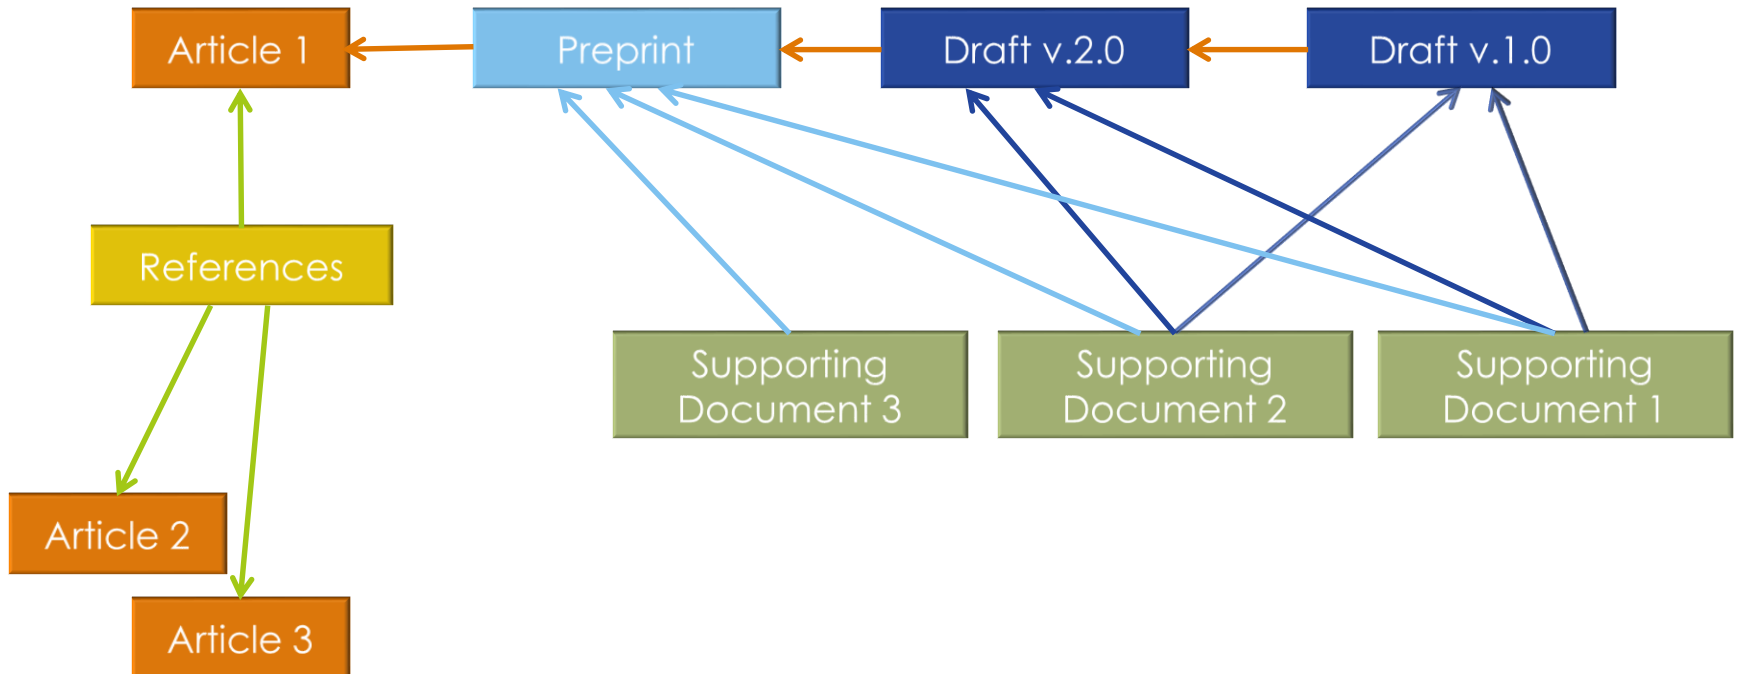 Article 1
Preprint
Draft v.2.0
Draft v.1.0
References
Supporting
Document 3
Supporting
Document 2
Supporting
Document 1
Article 2
Article 3